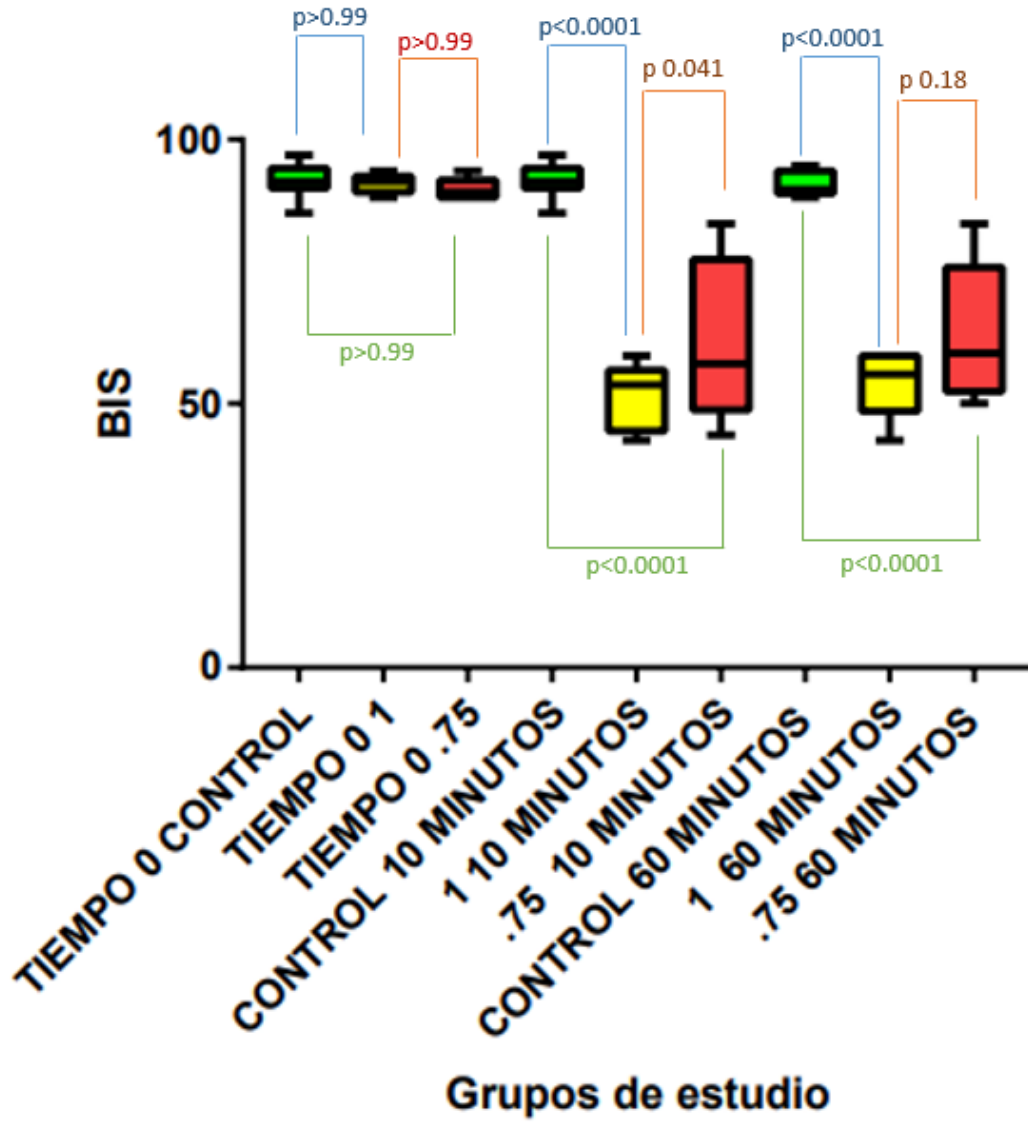 p>0.99
p>0.99
p<0.0001
p 0.041
p<0.0001
p 0.18
100
p>0.99
BIS
50
p<0.0001
p<0.0001
0
TIEMPO 0 CONTROL
TIEMPO 0 1
TIEMPO 0 .75
CONTROL 10 MINUTOS
1 10 MINUTOS
.75 10 MINUTOS
CONTROL 60 MINUTOS
1 60 MINUTOS
.75 60 MINUTOS
Grupos de estudio